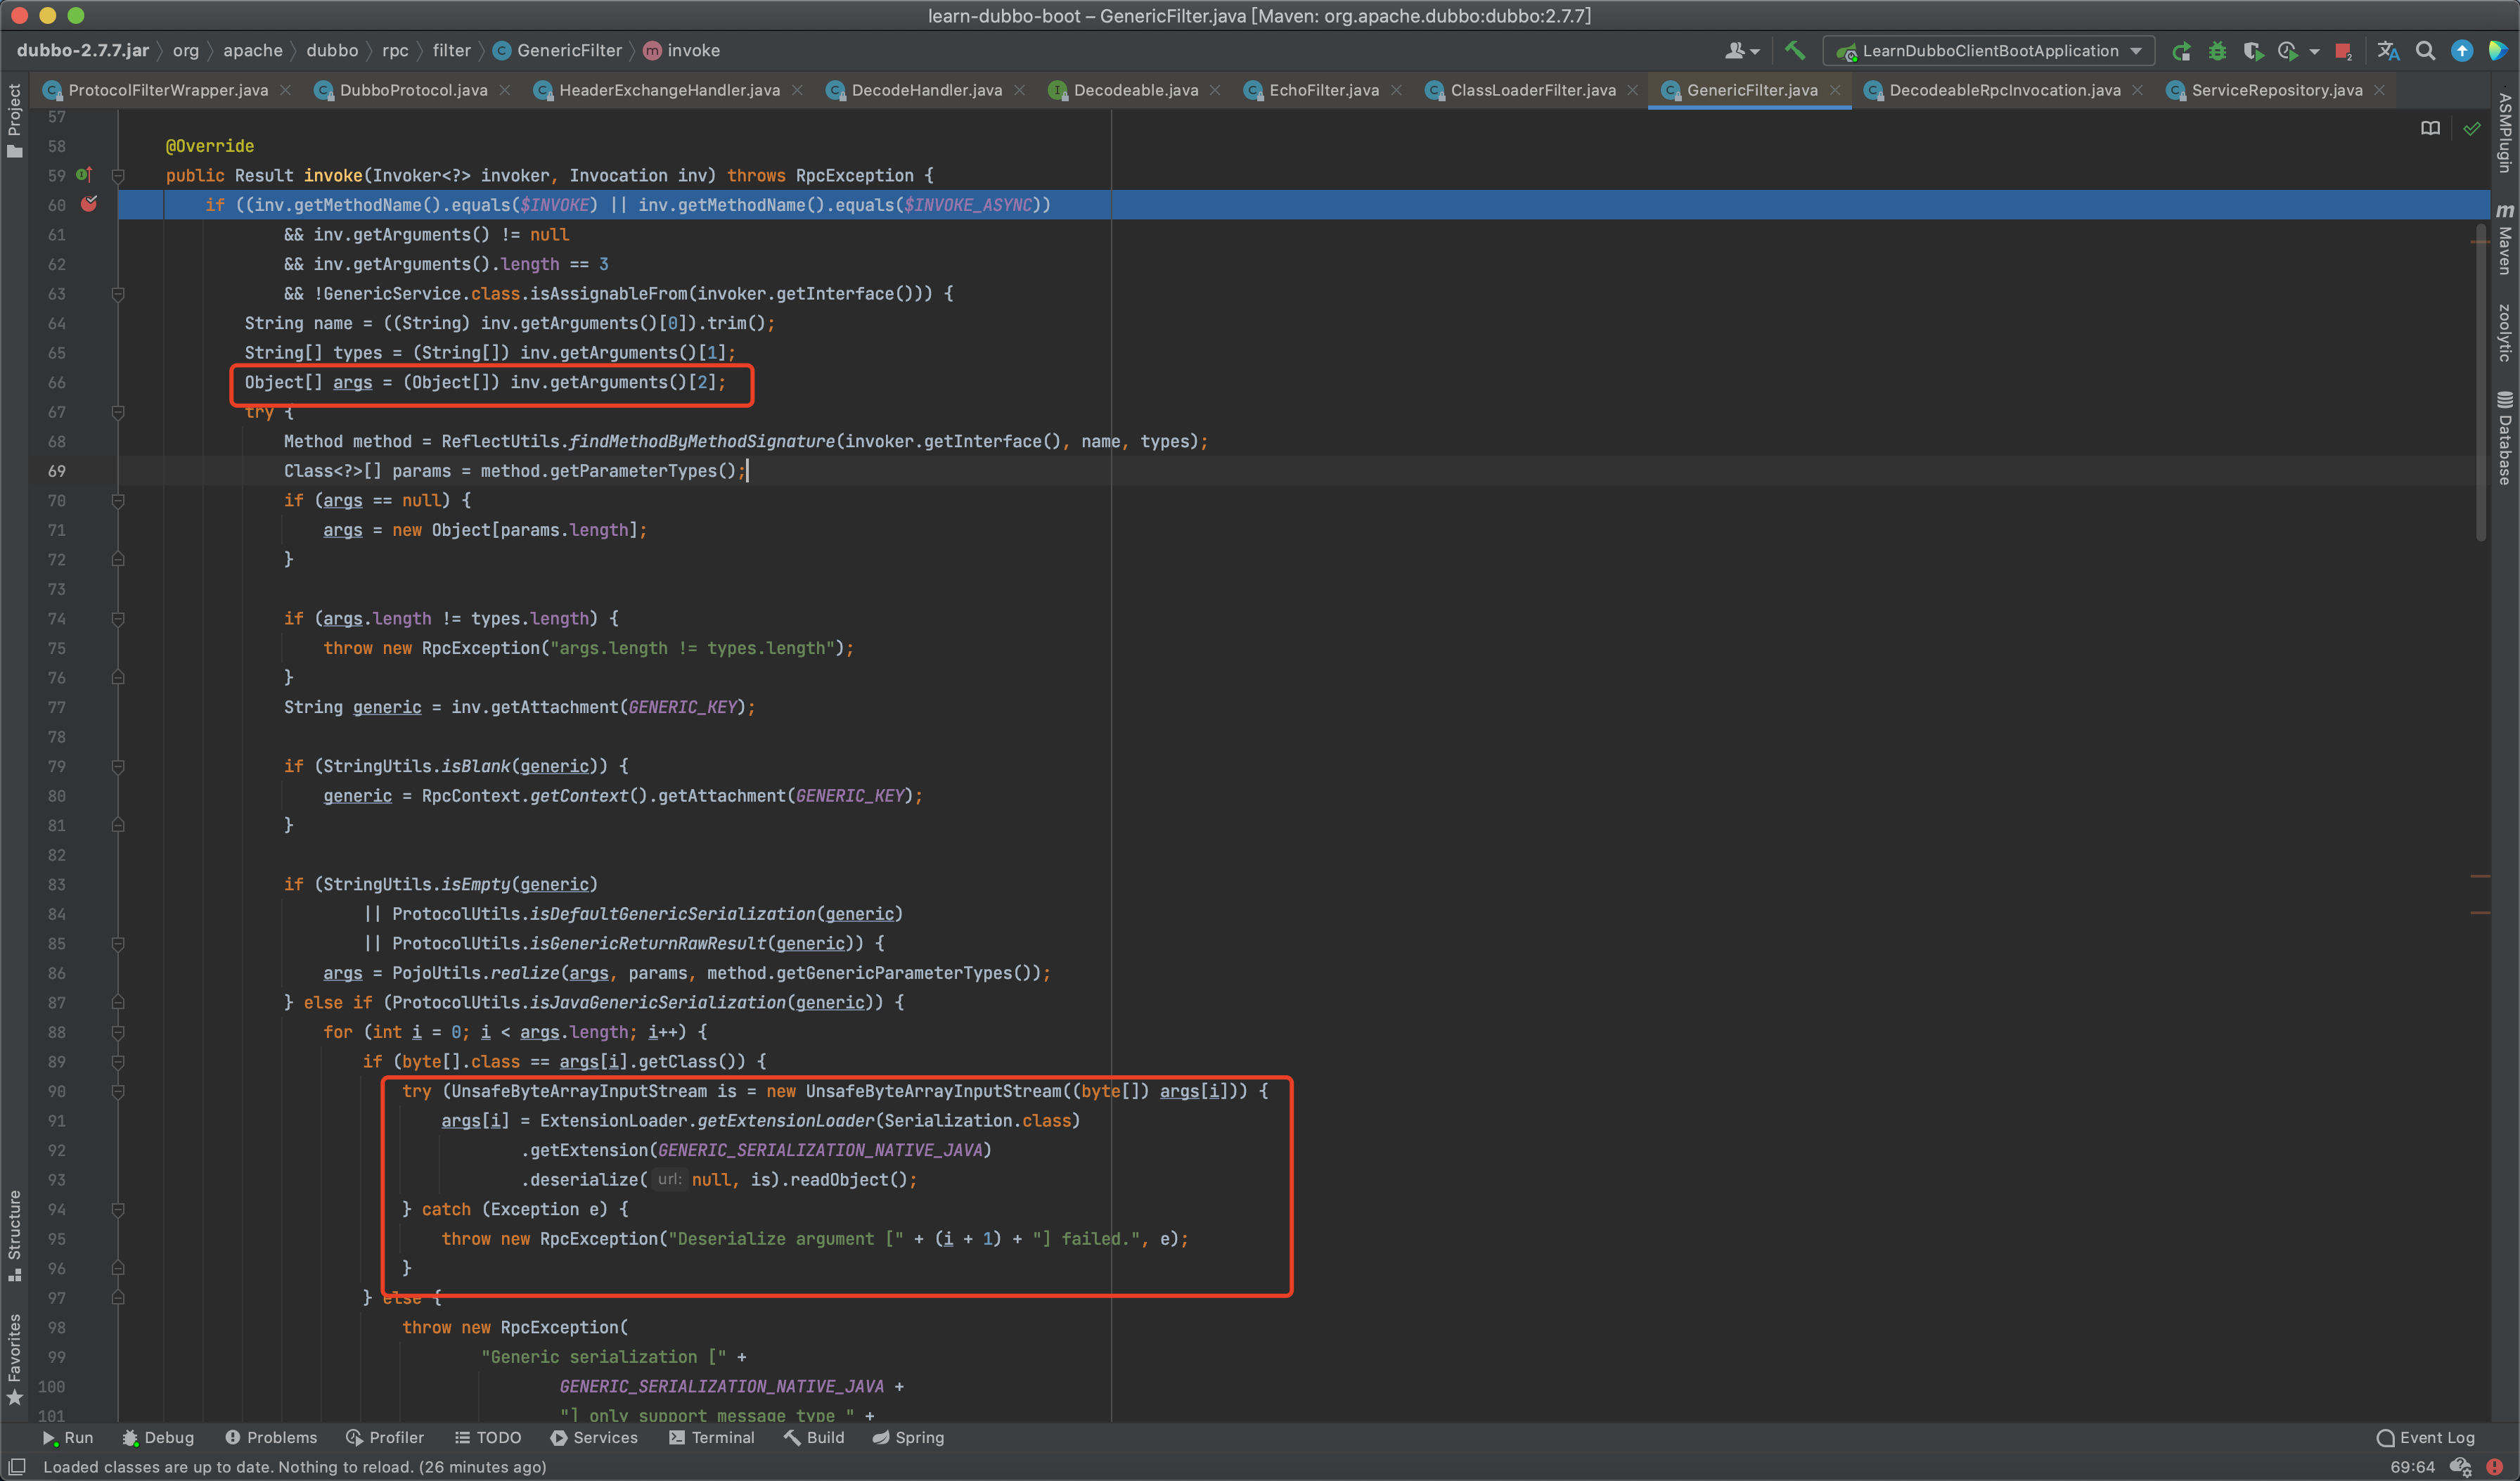 learn-dubbo-boot – GenericFilter.java [Maven: org.apache.dubbo:dubbo:2.7.7]
dubbo-2.7.7.jar org apache dubbo rpc filter GenericFilter invoke LearnDubboClientBootApplication
ProtocolFilterWrapper.java DubboProtocol.java HeaderExchangeHandler.java DecodeHandler.java Decodeable.java EchoFilter.java ClassLoaderFilter.java GenericFilter.java DecodeableRpcInvocation.java ServiceRepository.java
Project
Structure
Favorites
ASMPlugin
Maven
zoolytic
Database
57
58 @Override
59 public Result invoke(Invoker<?> invoker, Invocation inv) throws RpcException {
60 if ((inv.getMethodName().equals($INVOKE) || inv.getMethodName().equals($INVOKE_ASYNC))
61 && inv.getArguments() != null
62 && inv.getArguments().length == 3
63 && !GenericService.class.isAssignableFrom(invoker.getInterface())) {
64 String name = ((String) inv.getArguments()[0]).trim();
65 String[] types = (String[]) inv.getArguments()[1];
66 Object[] args = (Object[]) inv.getArguments()[2];
67 try {
68 Method method = ReflectUtils.findMethodByMethodSignature(invoker.getInterface(), name, types);
69 Class<?>[] params = method.getParameterTypes();
70 if (args == null) {
71 args = new Object[params.length];
72 }
73
74 if (args.length != types.length) {
75 throw new RpcException("args.length != types.length");
76 }
77 String generic = inv.getAttachment(GENERIC_KEY);
78
79 if (StringUtils.isBlank(generic)) {
80 generic = RpcContext.getContext().getAttachment(GENERIC_KEY);
81 }
82
83 if (StringUtils.isEmpty(generic)
84 || ProtocolUtils.isDefaultGenericSerialization(generic)
85 || ProtocolUtils.isGenericReturnRawResult(generic)) {
86 args = PojoUtils.realize(args, params, method.getGenericParameterTypes());
87 } else if (ProtocolUtils.isJavaGenericSerialization(generic)) {
88 for (int i = 0; i < args.length; i++) {
89 if (byte[].class == args[i].getClass()) {
90 try (UnsafeByteArrayInputStream is = new UnsafeByteArrayInputStream((byte[]) args[i])) {
91 args[i] = ExtensionLoader.getExtensionLoader(Serialization.class)
92 .getExtension(GENERIC_SERIALIZATION_NATIVE_JAVA)
93 .deserialize( url: null, is).readObject();
94 } catch (Exception e) {
95 throw new RpcException("Deserialize argument [" + (i + 1) + "] failed.", e);
96 }
97 } else {
98 throw new RpcException(
99 "Generic serialization [" +
100 GENERIC_SERIALIZATION_NATIVE_JAVA +
101 "] only support message type " +
Run Debug Problems Profiler TODO Services Terminal Build Spring Event Log
Loaded classes are up to date. Nothing to reload. (26 minutes ago) 69:64